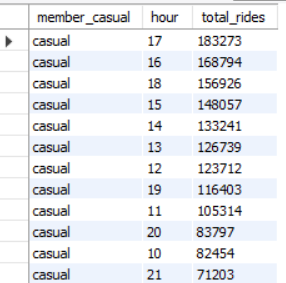 member_casual hour total_rides
casual 17 183273
casual 16 168794
casual 18 156926
casual 15 148057
casual 14 133241
casual 13 126739
casual 12 123712
casual 19 116403
casual 11 105314
casual 20 83797
casual 10 82454
casual 21 71203